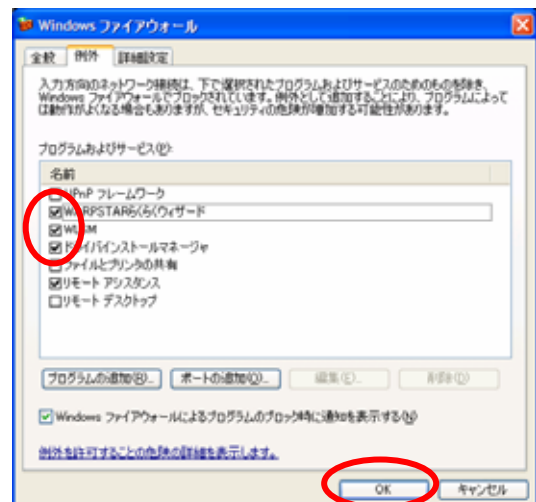 Windows ファイアウォール
全般 例外 詳細設定
入力方向のネットワーク接続は、下で選択されたプログラムおよびサービスのためのものを除き、
Windows ファイアウォールでブロックされています。例外として追加することにより、プログラムによって
は動作がよくなる場合もありますが、セキュリティの危険が増加する可能性があります。
プログラムおよびサービス(P):
名前
UPnP フレームワーク
WARPSTARらくらくウィザード
WLSM
ドライバインストールマネージャ
ファイルとプリンタの共有
リモート アシスタンス
リモート デスクトップ
プログラムの追加(R)... ポートの追加(O)... 編集(E)... 削除(D)
Windows ファイアウォールによるプログラムのブロック時に通知を表示する(N)
例外を許可することの危険の詳細を表示します。
OK キャンセル